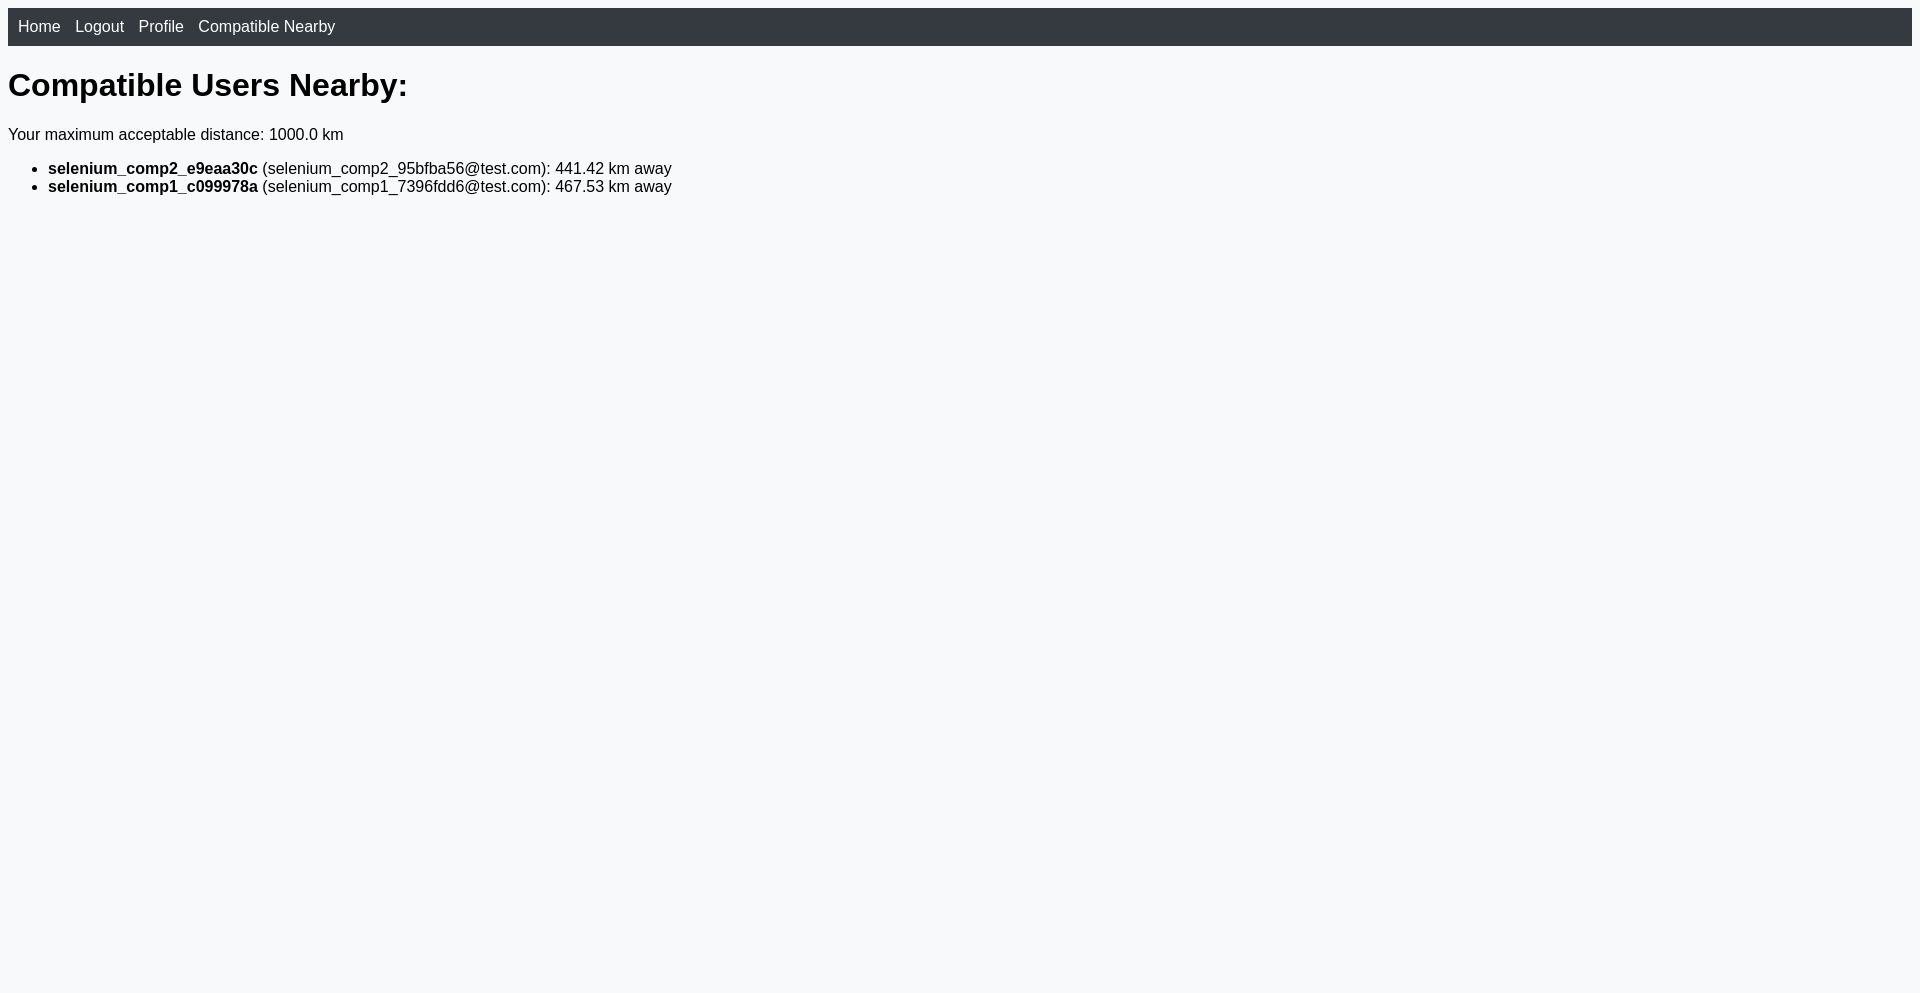 Home Logout Profile Compatible Nearby
Compatible Users Nearby:
Your maximum acceptable distance: 1000.0 km
selenium_comp2_e9eaa30c (selenium_comp2_95bfba56@test.com): 441.42 km away
selenium_comp1_c099978a (selenium_comp1_7396fdd6@test.com): 467.53 km away